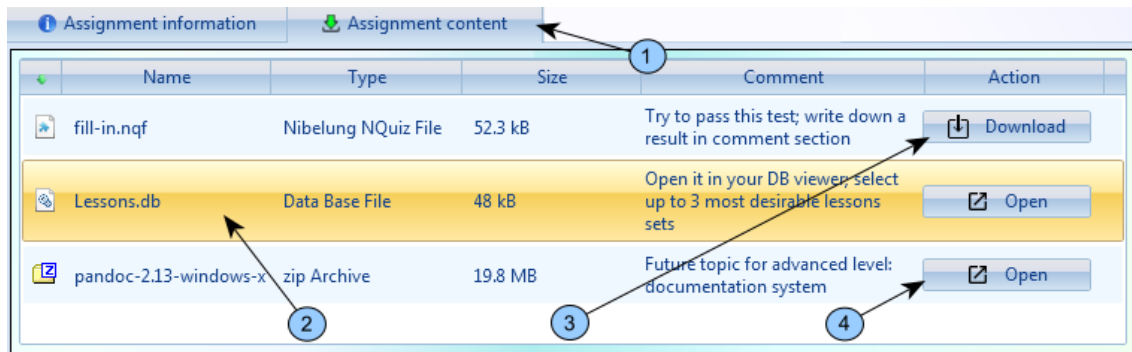 Assignment information
Assignment content
1
Name Type Size Comment Action
fill-in.nqf Nibelung NQuiz File 52.3 kB Try to pass this test; write down a
result in comment section
Download
Lessons.db Data Base File 48 kB Open it in your DB viewer; select
up to 3 most desirable lessons
sets
Open
pandoc-2.13-windows-x zip Archive 19.8 MB Future topic for advanced level:
documentation system
Open
2
3
4